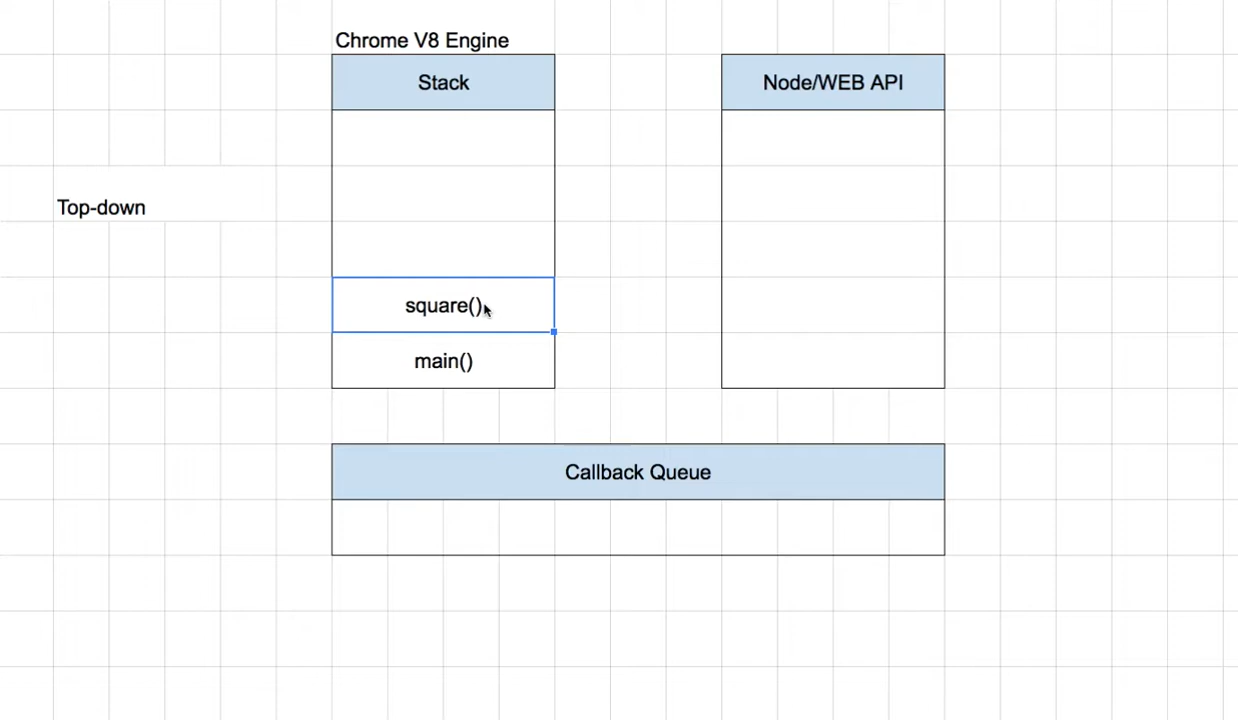 Chrome V8 Engine
Stack
Node/WEB API
Top-down
square()
main()
Callback Queue